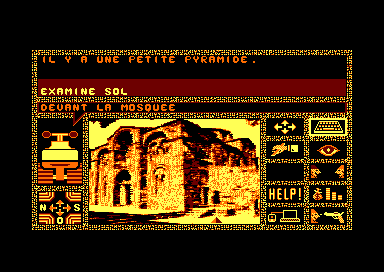 IL Y A UNE PETITE PYRAMIDE.
EXAMINE SOL
DEVANT LA MOSQUEE
HELP!
N S
O